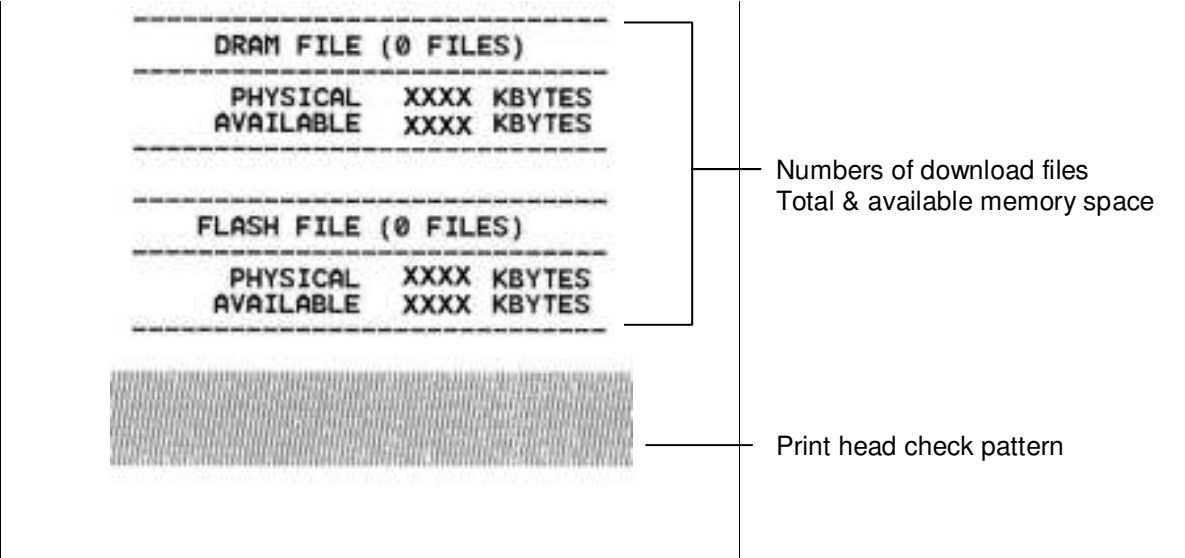 DRAM FILE (0 FILES)
PHYSICAL XXXX KBYTES
AVAILABLE XXXX KBYTES
FLASH FILE (0 FILES)
PHYSICAL XXXX KBYTES
AVAILABLE XXXX KBYTES
Numbers of download files
Total & available memory space
Print head check pattern